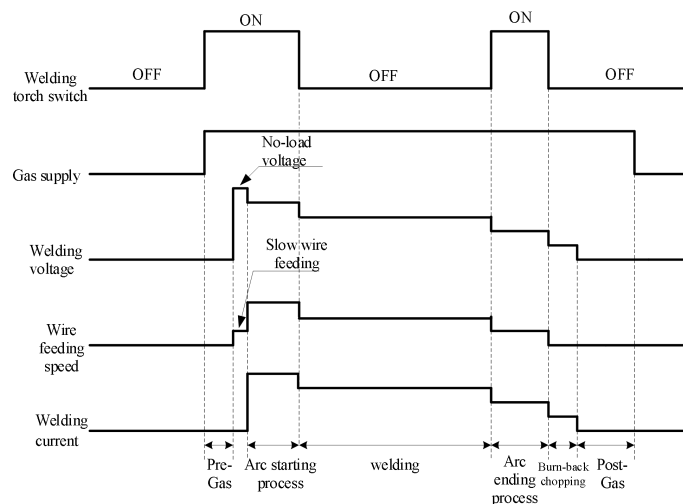 ON
ON
OFF
OFF
OFF
Welding
torch switch
No-load
voltage
Gas supply
Slow wire
feeding
Welding
voltage
Wire
feeding
speed
Welding
current
Pre-
Gas
Arc starting
process
welding
Arc
ending
process
Burn-back
chopping
Post-
Gas